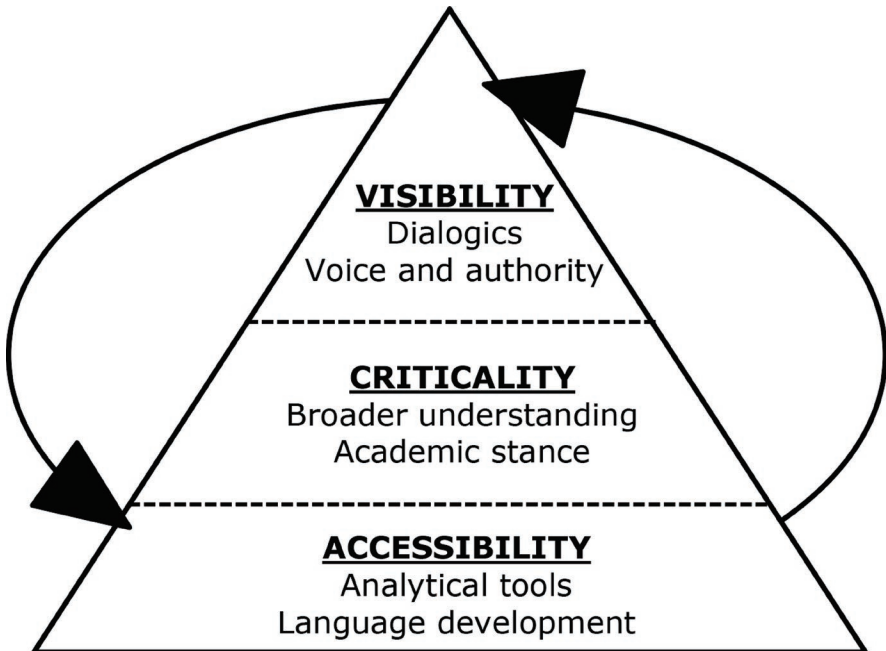 VISIBILITY
Dialogics
Voice and authority
CRITICALITY
Broader understanding
Academic stance
ACCESSIBILITY
Analytical tools
Language development